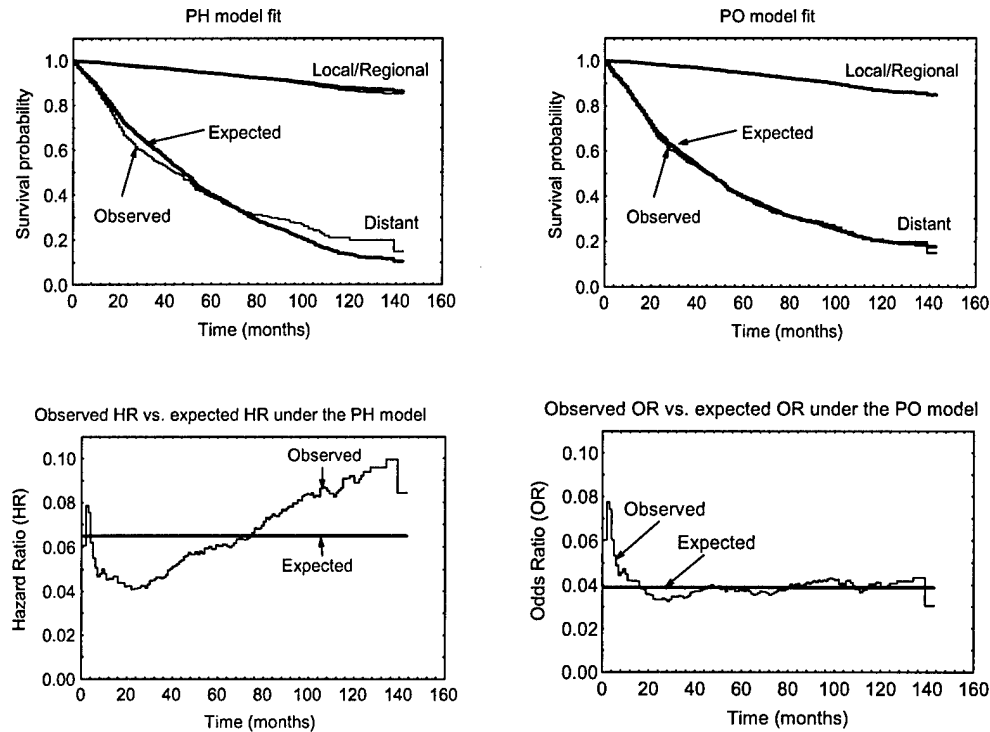 PH model fit
1.0
0.8
0.6
0.4
0.2
0.0
Survival probability
Local/Regional
Expected
Observed
Distant
0 20 40 60 80 100 120 140 160
Time (months)
PO model fit
1.0
0.8
0.6
0.4
0.2
0.0
Survival probability
Local/Regional
Expected
Observed
Distant
0 20 40 60 80 100 120 140 160
Time (months)
Observed HR vs. expected HR under the PH model
0.10
0.08
0.06
0.04
0.02
0.00
Hazard Ratio (HR)
Observed
Expected
0 20 40 60 80 100 120 140 160
Time (months)
Observed OR vs. expected OR under the PO model
0.10
0.08
0.06
0.04
0.02
0.00
Odds Ratio (OR)
Observed
Expected
0 20 40 60 80 100 120 140 160
Time (months)